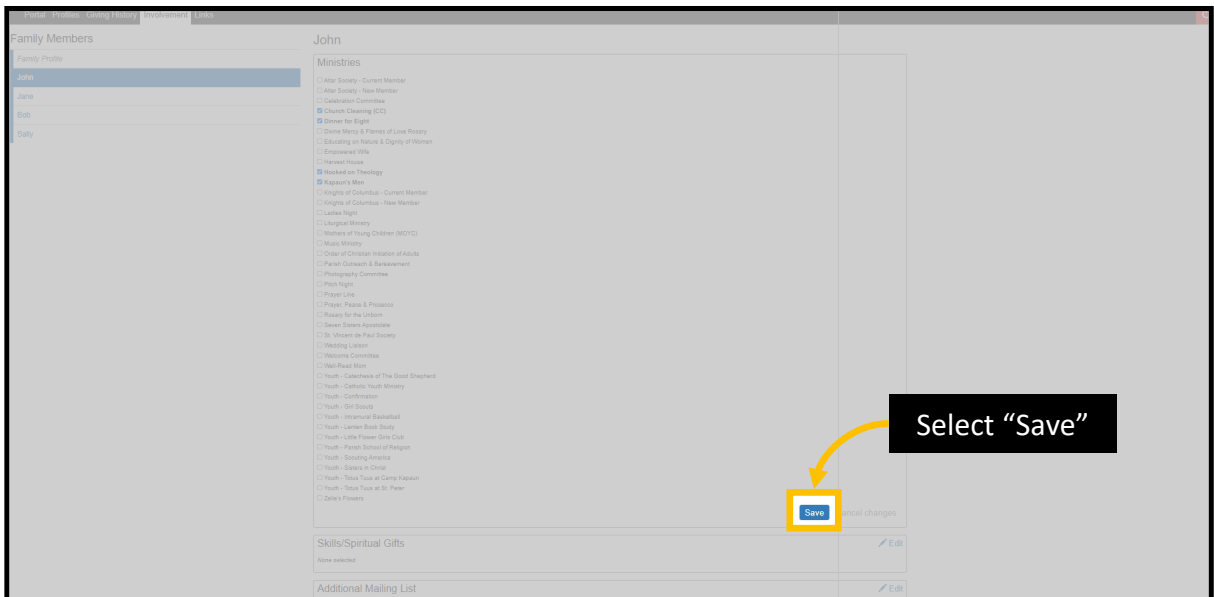 Portal Profiles Giving History Involvement Links
Family Members
Family Profile
John
Jane
Bob
Sally
John
Ministries
Altar Society - Current Member
Altar Society - New Member
Celebration Committee
Church Cleaning (CC)
Dinner for Eight
Divine Mercy & Flames of Love Rosary
Educating on Nature & Dignity of Women
Empowered Wife
Harvest House
Hooked on Theology
Kapaun's Men
Knights of Columbus - Current Member
Knights of Columbus - New Member
Ladies Night
Liturgical Ministry
Mothers of Young Children (MOYC)
Music Ministry
Order of Christian Initiation of Adults
Parish Outreach & Bereavement
Photography Committee
Pitch Night
Prayer Line
Prayer, Praise & Prosecco
Rosary for the Unborn
Seven Sisters Apostolate
St. Vincent de Paul Society
Wedding Liaison
Welcome Committee
Well-Read Mom
Youth - Catechesis of The Good Shepherd
Youth - Catholic Youth Ministry
Youth - Confirmation
Youth - Girl Scouts
Youth - Intramural Basketball
Youth - Lenten Book Study
Youth - Little Flower Girls Club
Youth - Parish School of Religion
Youth - Scouting America
Youth - Sisters in Christ
Youth - Totus Tuus at Camp Kapaun
Youth - Totus Tuus at St. Peter
Zelie's Flowers
Select “Save”
Save ancel changes
Skills/Spiritual Gifts Edit
None selected
Additional Mailing List Edit